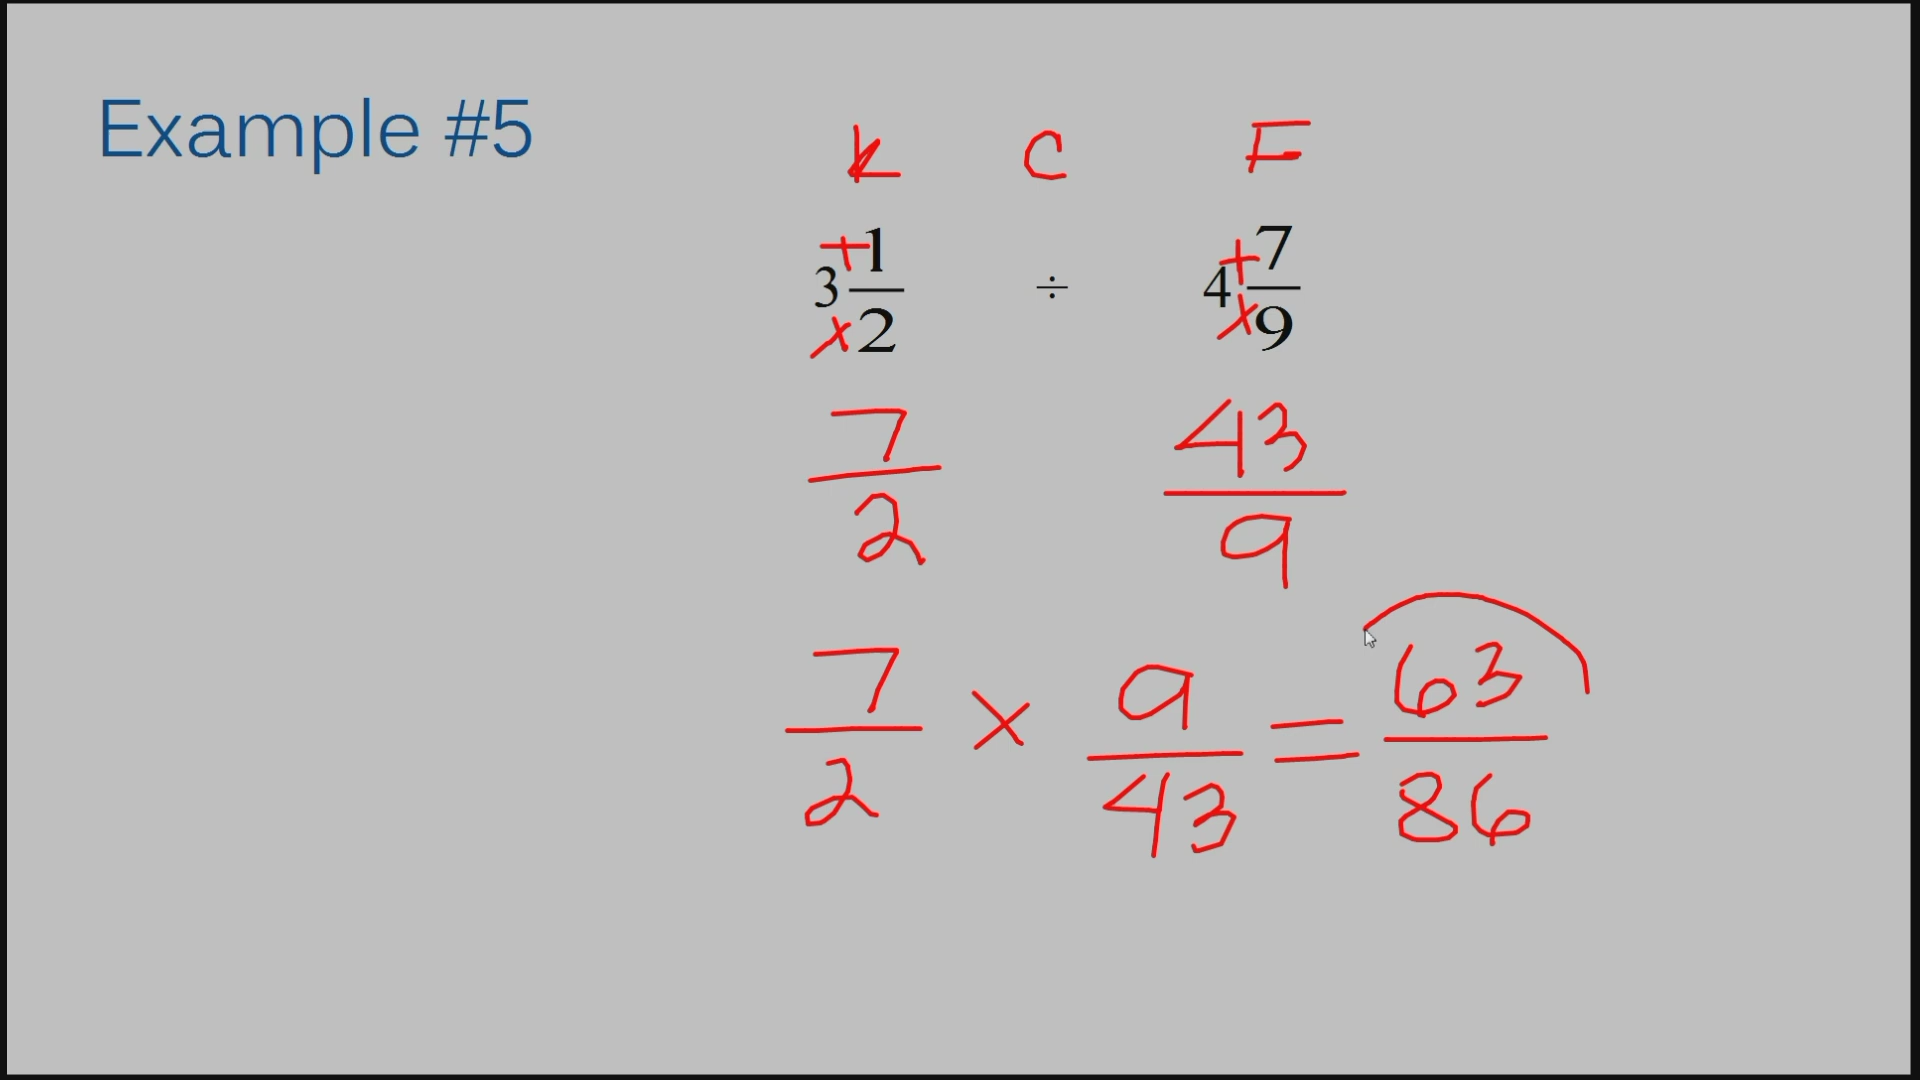 Example #5
K C F
3 + 1/2 ÷ 4 + 7/9
x x
7/2 43/9
7/2 × 9/43 = 63/86